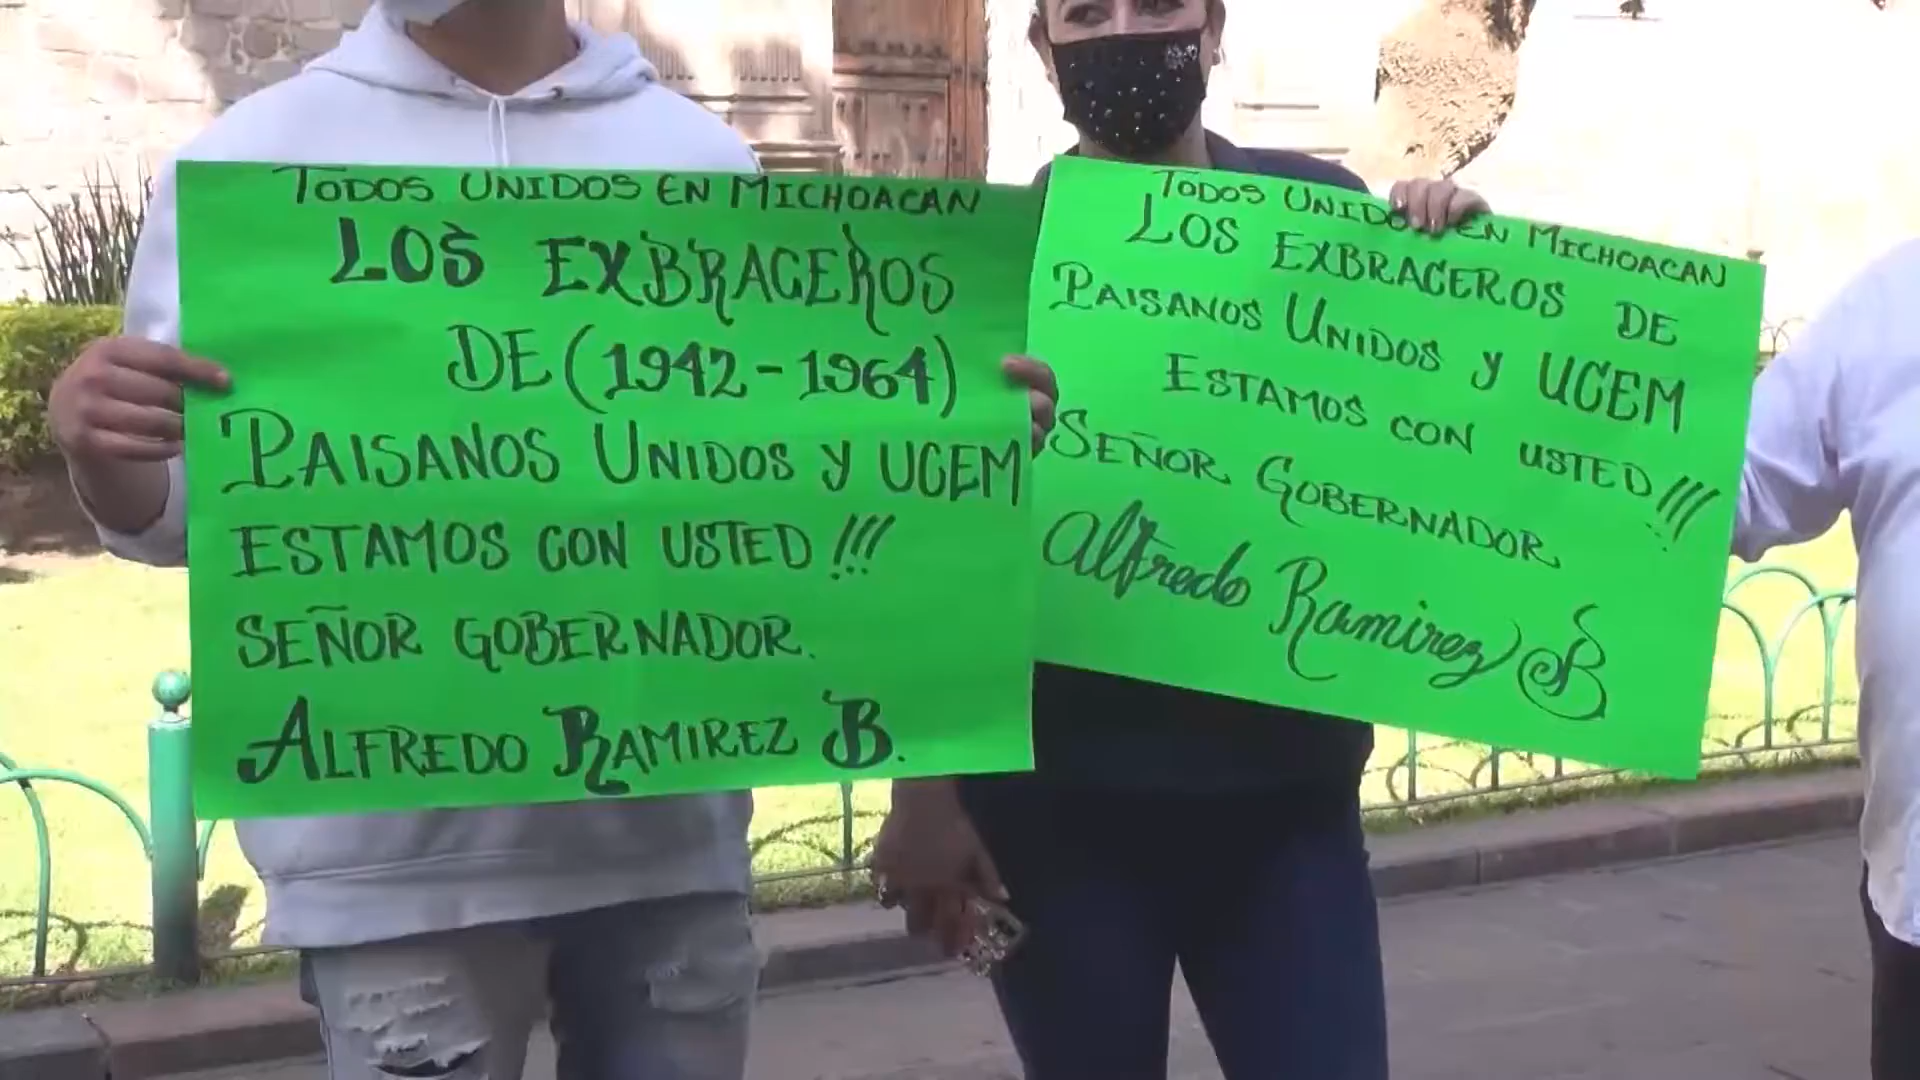 TODOS UNIDOS EN MICHOACAN
LOS EXBRACEROS
DE (1942-1964)
PAISANOS UNIDOS Y UCEM
ESTAMOS CON USTED !!!
SEÑOR GOBERNADOR.
ALFREDO RAMIREZ B.
TODOS UNIDOS EN MICHOACAN
LOS EXBRACEROS DE
PAISANOS UNIDOS Y UCEM
ESTAMOS CON USTED !!!
SEÑOR GOBERNADOR
Alfredo Ramirez B